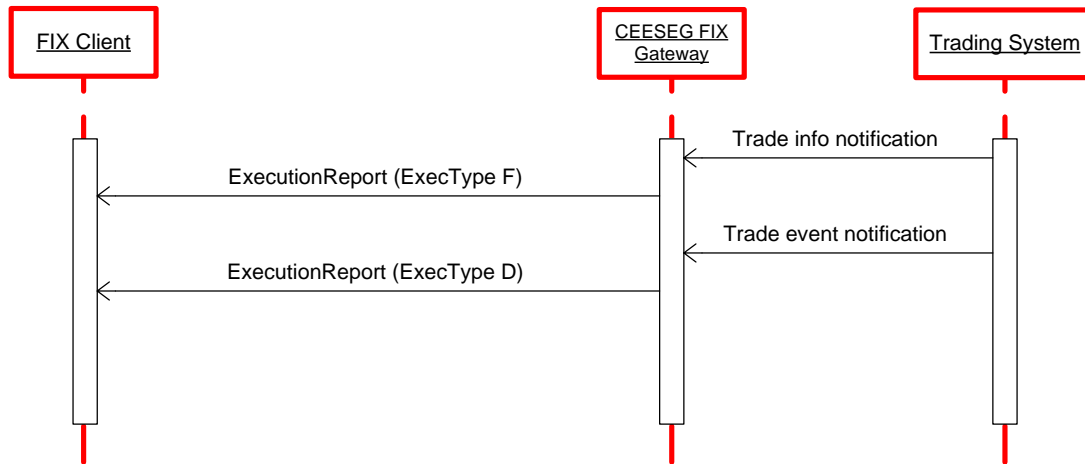 FIX Client
CEESEG FIX
Gateway
Trading System
Trade info notification
ExecutionReport (ExecType F)
Trade event notification
ExecutionReport (ExecType D)